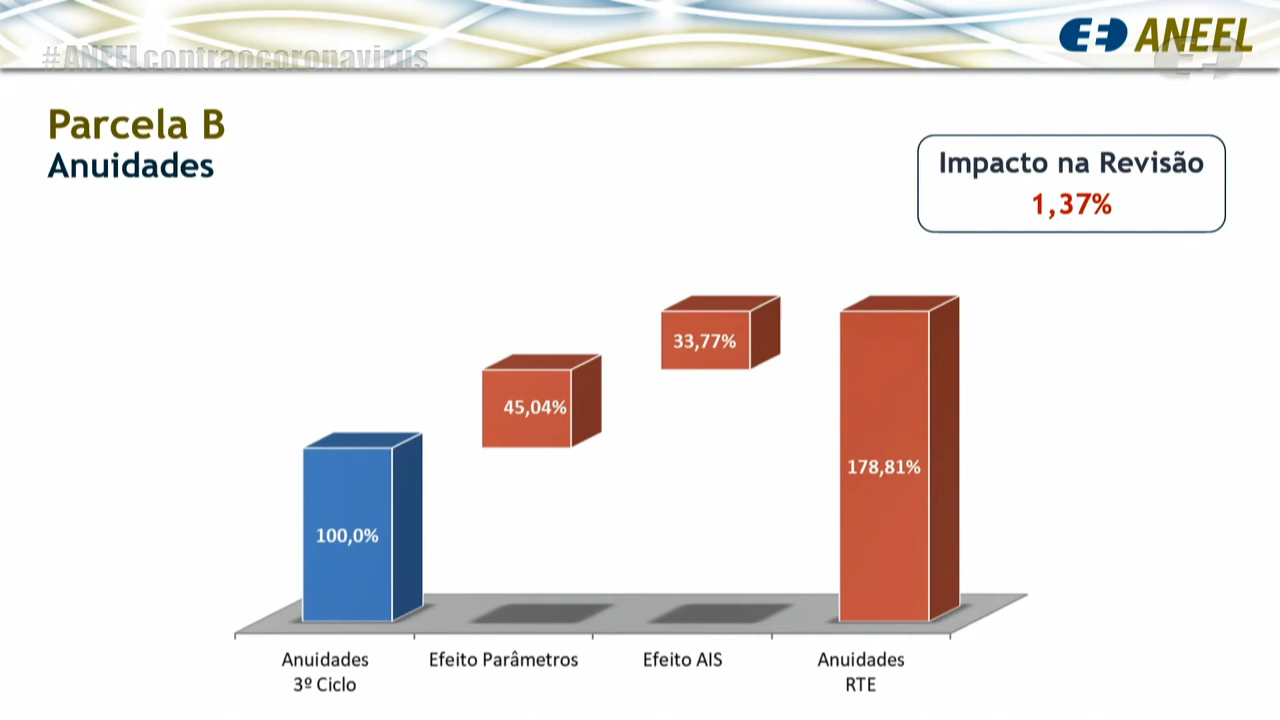 #ANEELcontraocoronavirus
ANEEL
Parcela B
Anuidades
Impacto na Revisão
1,37%
33,77%
45,04%
178,81%
100,0%
Anuidades
3º Ciclo
Efeito Parâmetros
Efeito AIS
Anuidades
RTE